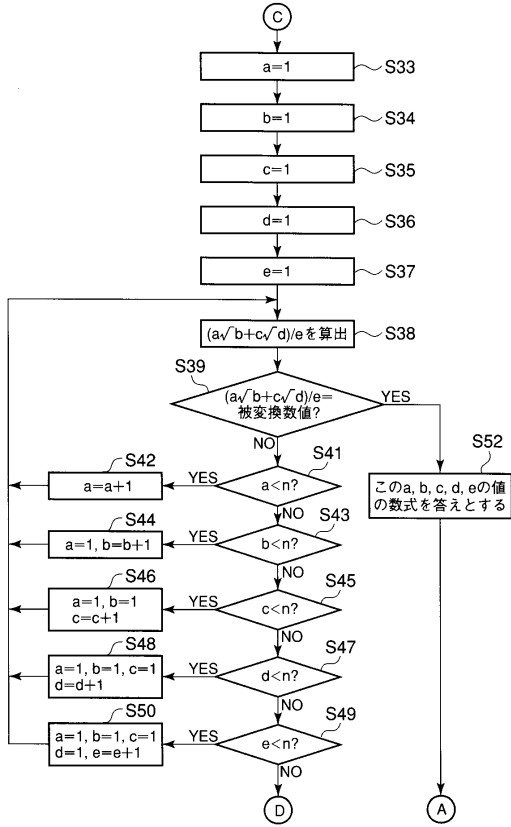 C
a=1
S33
b=1
S34
c=1
S35
d=1
S36
e=1
S37
(a√b+c√d)/eを算出
S38
S39
(a√b+c√d)/e=
被変換数値?
YES
NO
S52
このa, b, c, d, eの値
の数式を答えとする
S41
a<n?
YES
S42
a=a+1
NO
S43
b<n?
YES
S44
a=1, b=b+1
NO
S45
c<n?
YES
S46
a=1, b=1
c=c+1
NO
S47
d<n?
YES
S48
a=1, b=1, c=1
d=d+1
NO
S49
e<n?
YES
S50
a=1, b=1, c=1
d=1, e=e+1
NO
D
A